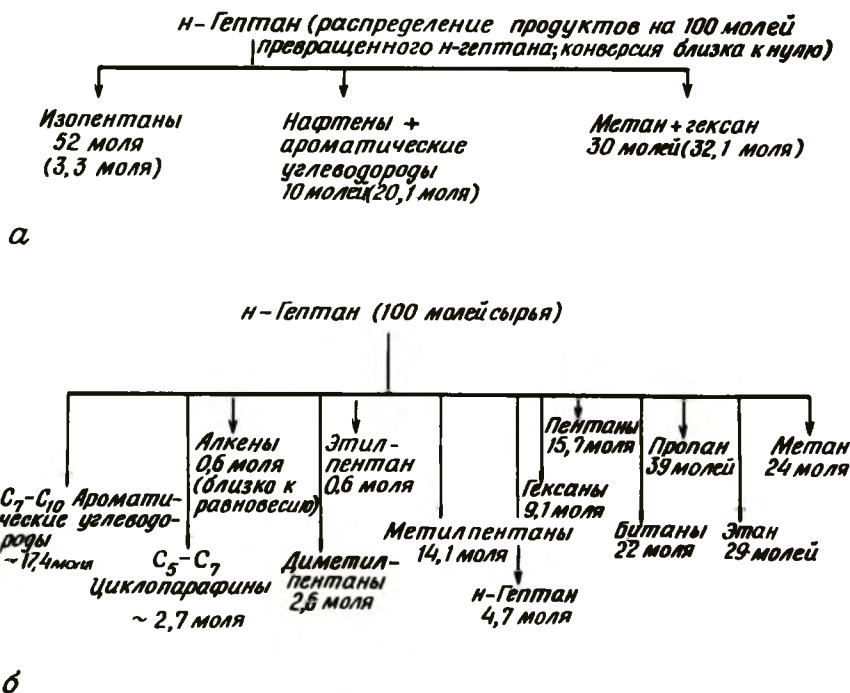 н-Гептан (распределение продуктов на 100 молей
превращенного н-гептана; конверсия близка к нулю)
Изопентаны
52 моля
(3,3 моля)
Нафтены +
ароматические
углеводороды
10 молей(20,1 моля)
Метан + гексан
30 молей(32,1 моля)
а
н-Гептан (100 молей сырья)
C7-C10 Аромати-
ческие углеводо-
роды
~17,4 моля
C5-C7
Циклопарафины
~ 2,7 моля
Алкены
0,6 моля
(близко к
равновесию)
Диметил-
пентаны
2,6 моля
Этил-
пентан
0,6 моля
Метилпентаны
14,1 моля
н-Гептан
4,7 моля
Гексаны
9,1 моля
Пентаны
15,7 моля
Битаны
22 моля
Пропан
39 молей
Этан
29 молей
Метан
24 моля
б